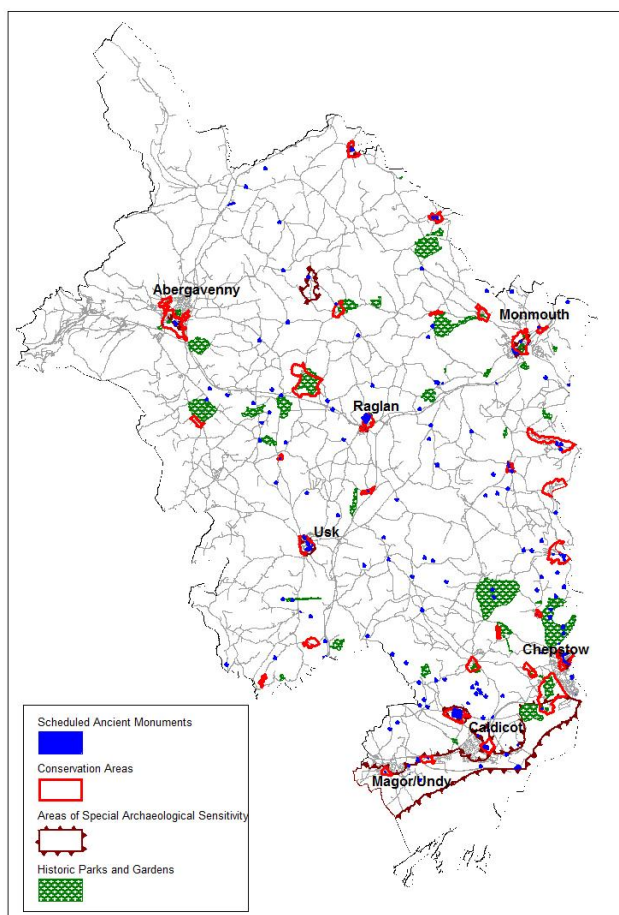 Abergavenny
Monmouth
Raglan
Usk
Chepstow
Caldicot
Magor/Undy
Scheduled Ancient Monuments
Conservation Areas
Areas of Special Archaeological Sensitivity
Historic Parks and Gardens